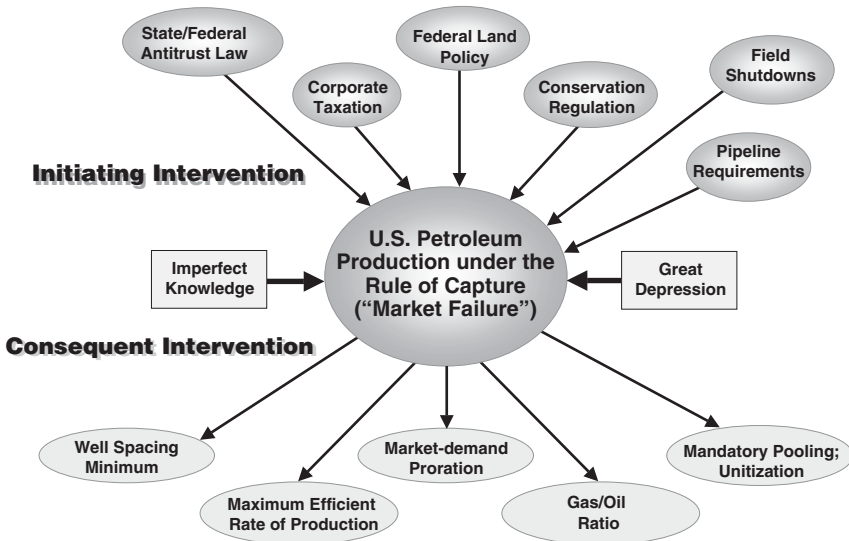 State/Federal
Antitrust Law
Federal Land
Policy
Field
Shutdowns
Corporate
Taxation
Conservation
Regulation
Pipeline
Requirements
Initiating Intervention
U.S. Petroleum
Production under the
Rule of Capture
(“Market Failure”)
Imperfect
Knowledge
Great
Depression
Consequent Intervention
Well Spacing
Minimum
Market-demand
Proration
Mandatory Pooling;
Unitization
Maximum Efficient
Rate of Production
Gas/Oil
Ratio